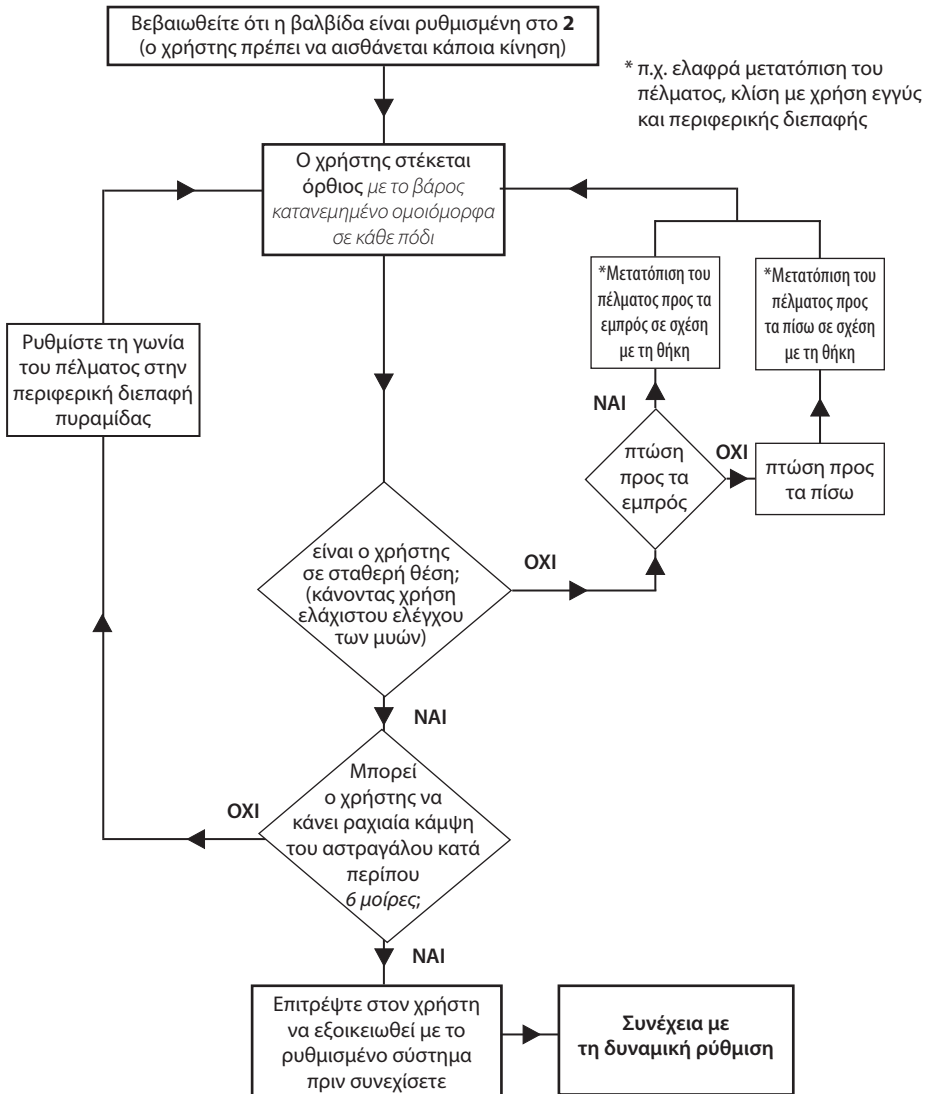 Βεβαιωθείτε ότι η βαλβίδα είναι ρυθμισμένη στο 2
(ο χρήστης πρέπει να αισθάνεται κάποια κίνηση)
* π.χ. ελαφρά μετατόπιση του
πέλματος, κλίση με χρήση εγγύς
και περιφερικής διεπαφής
Ο χρήστης στέκεται
όρθιος με το βάρος
κατανεμημένο ομοιόμορφα
σε κάθε πόδι
*Μετατόπιση του
πέλματος προς τα
εμπρός σε σχέση
με τη θήκη
*Μετατόπιση του
πέλματος προς
τα πίσω σε σχέση
με τη θήκη
Ρυθμίστε τη γωνία
του πέλματος στην
περιφερική διεπαφή
πυραμίδας
ΝΑΙ
πτώση
προς τα
εμπρός
ΟΧΙ
πτώση προς
τα πίσω
είναι ο χρήστης
σε σταθερή θέση;
(κάνοντας χρήση
ελάχιστου ελέγχου
των μυών)
ΟΧΙ
ΝΑΙ
Μπορεί
ο χρήστης να
κάνει ραχιαία κάμψη
του αστραγάλου κατά
περίπου
6 μοίρες;
ΟΧΙ
ΝΑΙ
Επιτρέψτε στον χρήστη
να εξοικειωθεί με το
ρυθμισμένο σύστημα
πριν συνεχίσετε
Συνέχεια με
τη δυναμική ρύθμιση